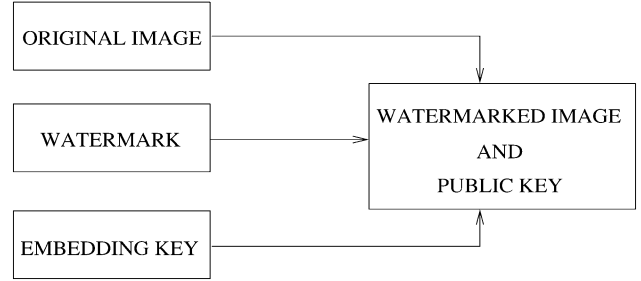 ORIGINAL IMAGE
WATERMARK
EMBEDDING KEY
WATERMARKED IMAGE
AND
PUBLIC KEY